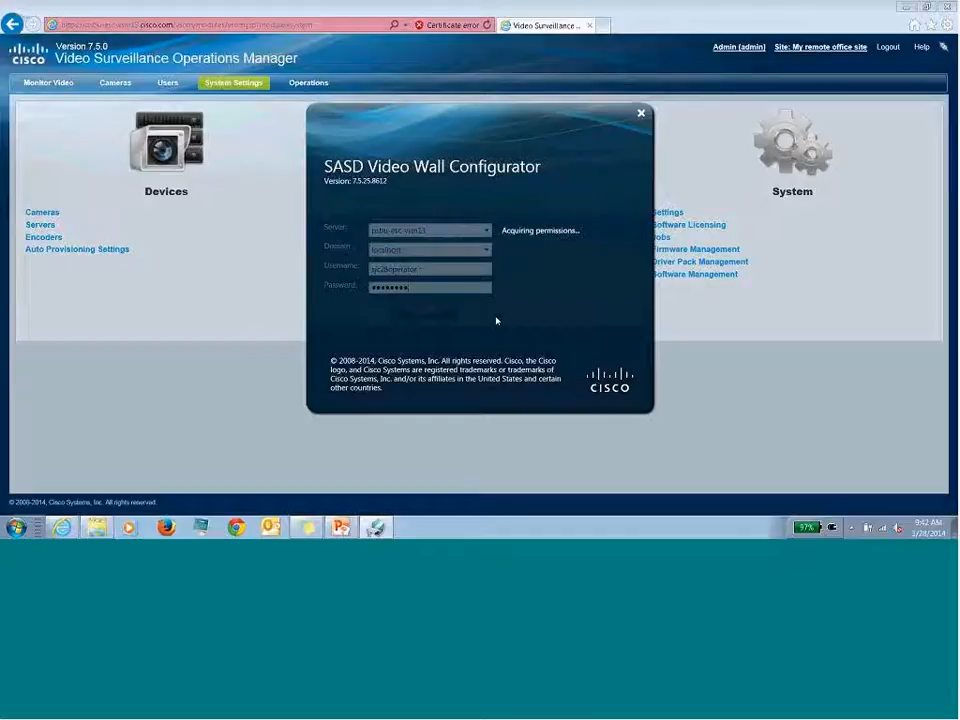 Certificate error
Video Surveillance ...
Version 7.5.0
Video Surveillance Operations Manager
CISCO
Admin (admin) Site: My remote office site Logout Help
Monitor Video Cameras Users System Settings Operations
Devices
Cameras
Servers
Encoders
Auto Provisioning Settings
SASD Video Wall Configurator
Version: 7.5.25.8612
Server:
Acquiring permissions...
Domain: localhost
Username:
Password:
© 2008-2014, Cisco Systems, Inc. All rights reserved. Cisco, the Cisco
logo, and Cisco Systems are registered trademarks or trademarks of
Cisco Systems, Inc. and/or its affiliates in the United States and certain
other countries.
CISCO
System
Settings
Software Licensing
Jobs
Firmware Management
Driver Pack Management
Software Management
© 2008-2014, Cisco Systems, Inc. All rights reserved.
97%
9:42 AM
1/28/2014